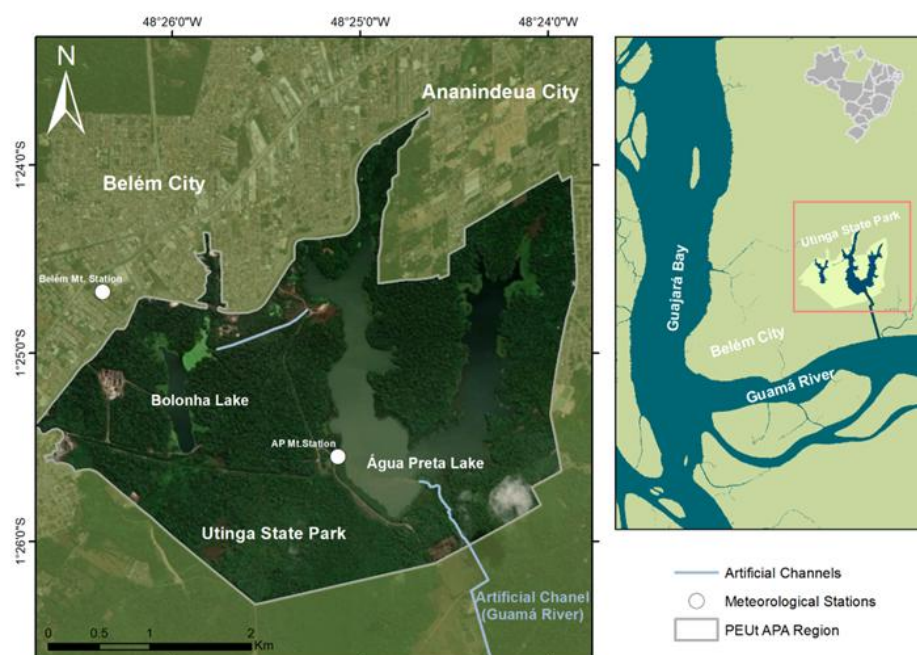 48°26'0"W
48°25'0"W
48°24'0"W
1°24'0"S
1°25'0"S
1°26'0"S
N
Ananindeua City
Belém City
Belém Mt. Station
Bolonha Lake
AP Mt.Station
Água Preta Lake
Utinga State Park
Artificial Chanel
(Guamá River)
0 0.5 1 2
Km
Utinga State Park
Guajará Bay
Belém City
Guamá River
Artificial Channels
Meteorological Stations
PEUt APA Region